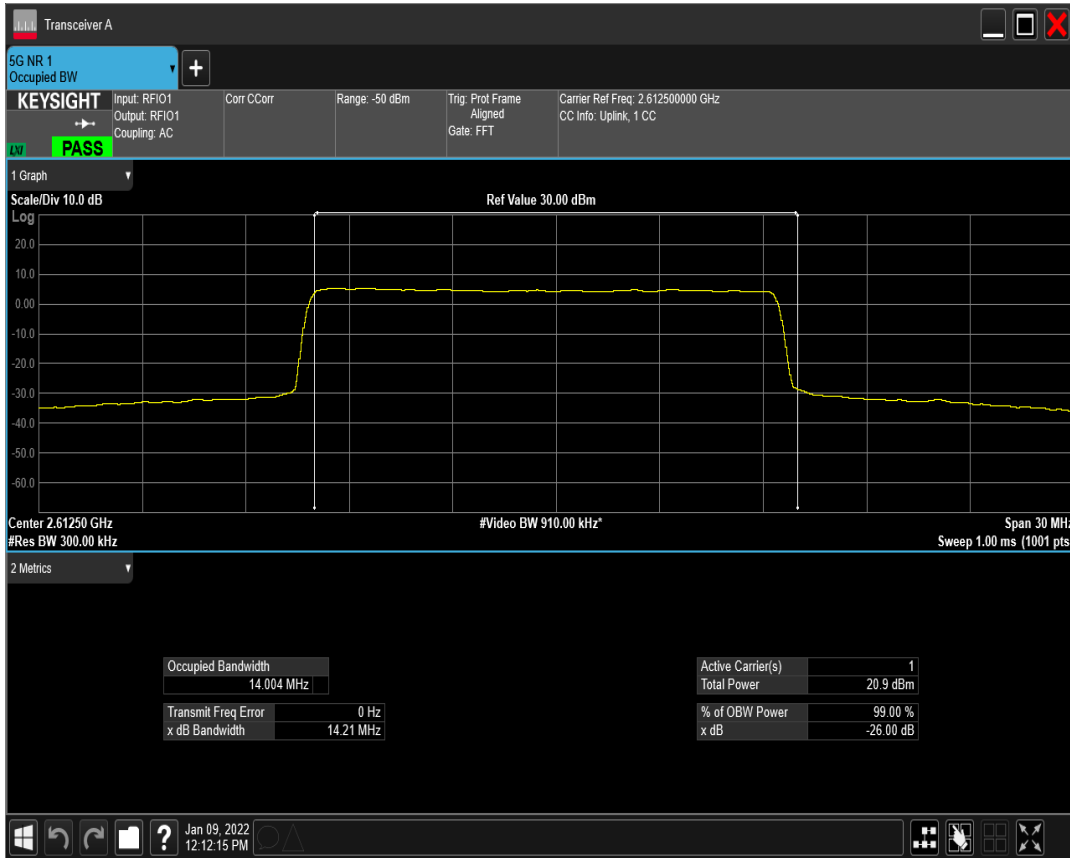 Transceiver A
5G NR 1
Occupied BW
KEYSIGHT
LXI
PASS
Input: RFIO1
Output: RFIO1
Coupling: AC
Corr CCorr
Range: -50 dBm
Trig: Prot Frame
Aligned
Gate: FFT
Carrier Ref Freq: 2.612500000 GHz
CC Info: Uplink, 1 CC
1 Graph
Scale/Div 10.0 dB
Ref Value 30.00 dBm
Log
20.0
10.0
0.00
-10.0
-20.0
-30.0
-40.0
-50.0
-60.0
Center 2.61250 GHz
#Video BW 910.00 kHz*
Span 30 MHz
#Res BW 300.00 kHz
Sweep 1.00 ms (1001 pts
2 Metrics
Occupied Bandwidth
14.004 MHz
Transmit Freq Error 0 Hz
x dB Bandwidth 14.21 MHz
Active Carrier(s) 1
Total Power 20.9 dBm
% of OBW Power 99.00 %
x dB -26.00 dB
?
Jan 09, 2022
12:12:15 PM